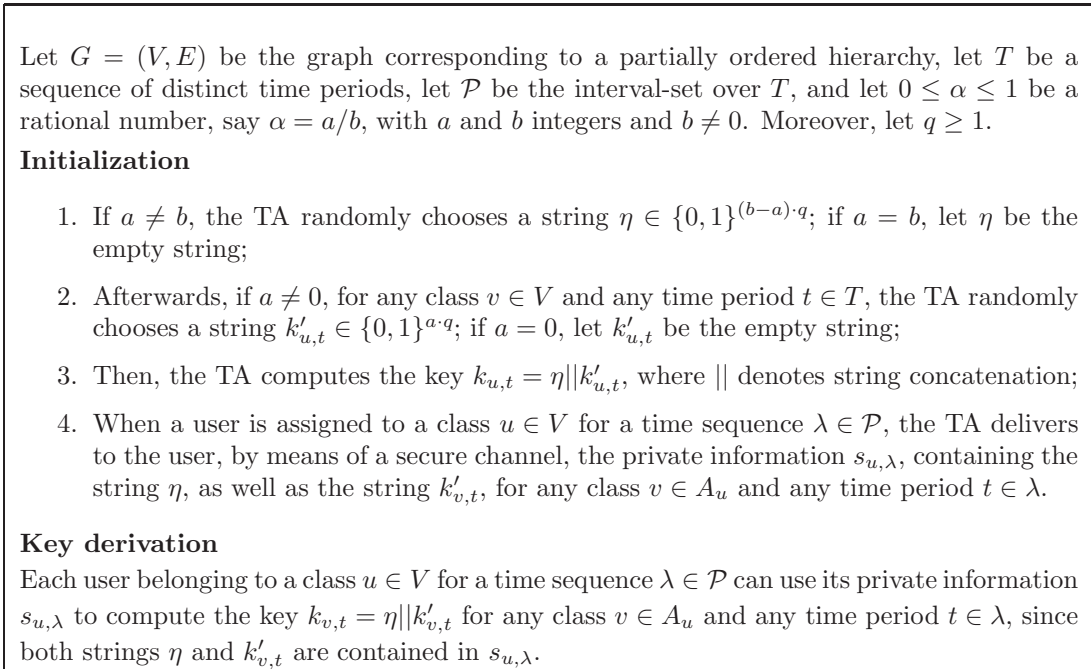 Let G = (V, E) be the graph corresponding to a partially ordered hierarchy, let T be a
sequence of distinct time periods, let 𝒫 be the interval-set over T, and let 0 ≤ α ≤ 1 be a
rational number, say α = a/b, with a and b integers and b ≠ 0. Moreover, let q ≥ 1.
Initialization
1. If a ≠ b, the TA randomly chooses a string η ∈ {0, 1}^{(b−a)·q}; if a = b, let η be the
empty string;
2. Afterwards, if a ≠ 0, for any class v ∈ V and any time period t ∈ T, the TA randomly
chooses a string k′_{u,t} ∈ {0, 1}^{a·q}; if a = 0, let k′_{u,t} be the empty string;
3. Then, the TA computes the key k_{u,t} = η||k′_{u,t}, where || denotes string concatenation;
4. When a user is assigned to a class u ∈ V for a time sequence λ ∈ 𝒫, the TA delivers
to the user, by means of a secure channel, the private information s_{u,λ}, containing the
string η, as well as the string k′_{v,t}, for any class v ∈ A_u and any time period t ∈ λ.
Key derivation
Each user belonging to a class u ∈ V for a time sequence λ ∈ 𝒫 can use its private information
s_{u,λ} to compute the key k_{v,t} = η||k′_{v,t} for any class v ∈ A_u and any time period t ∈ λ, since
both strings η and k′_{v,t} are contained in s_{u,λ}.